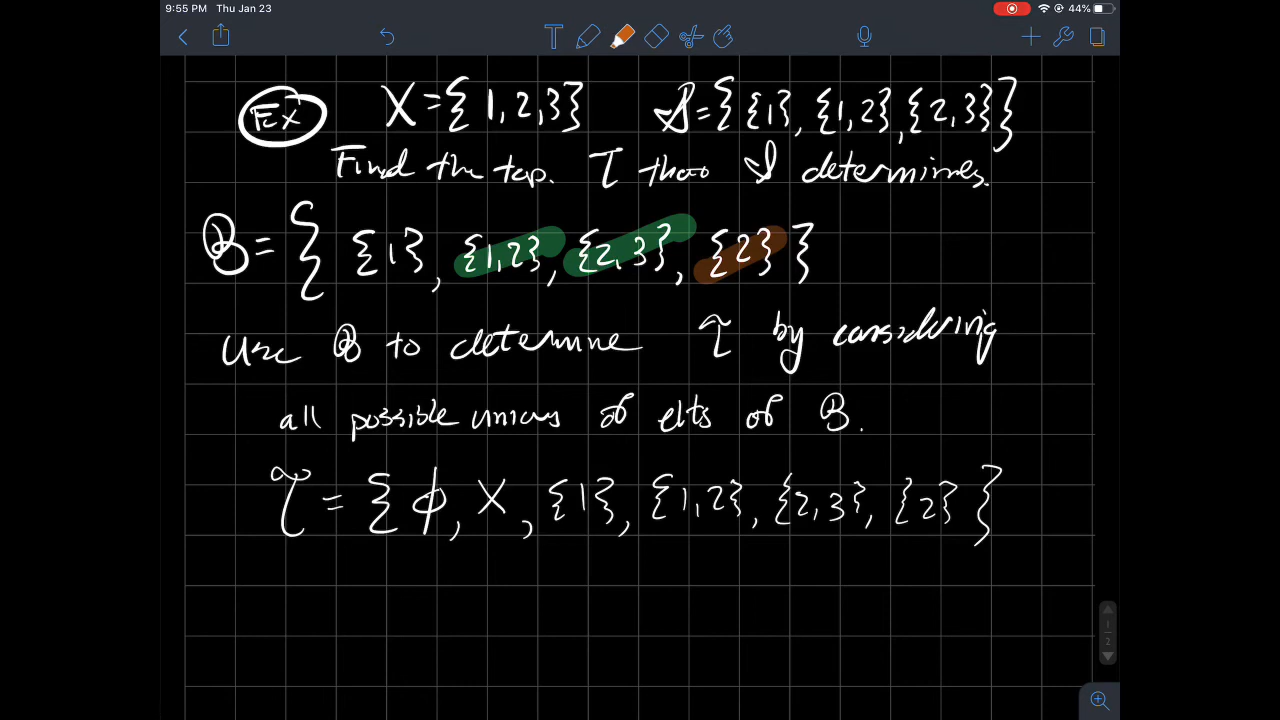 9:55 PM Thu Jan 23 44%
T
Ex X = {1, 2, 3} 𝒮 = { {1}, {1,2}, {2,3} }
Find the top. τ that 𝒮 determines.
ℬ = { {1}, {1,2}, {2,3}, {2} }
Use ℬ to determine τ by considering
all possible unions of elts of ℬ.
τ = { ϕ, X, {1}, {1,2}, {2,3}, {2} }
1
2